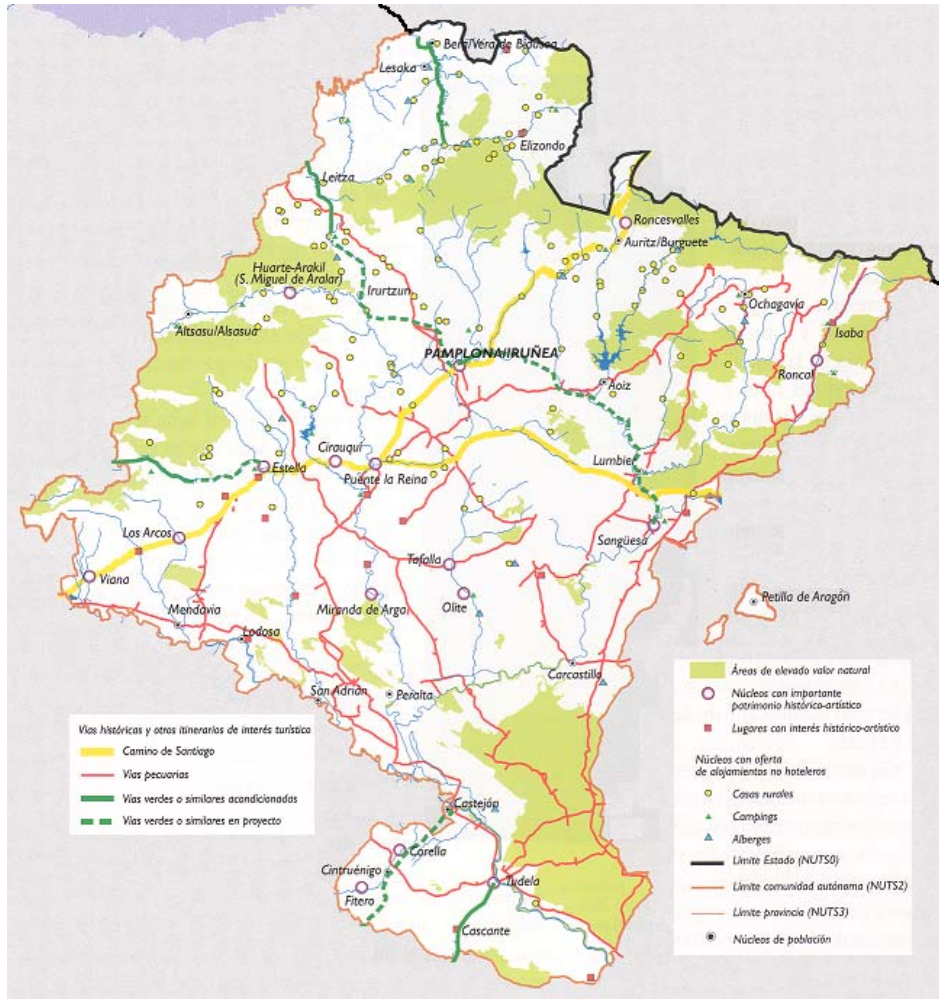 Bera/Vera de Bidasoa
Lesaka
Elizondo
Leitza
Roncesvalles
Auritz/Burguete
Huarte-Arakil
(S. Miguel de Aralar)
Irurtzun
Ochagavía
Altsasu/Alsasua
Isaba
PAMPLONA/IRUÑEA
Roncal
Aoiz
Cirauqui
Estella
Puente la Reina
Lumbier
Los Arcos
Sangüesa
Tafalla
Viana
Miranda de Arga
Olite
Petilla de Aragón
Mendavia
Lodosa
Carcastillo
San Adrián
Peralta
Castejón
Corella
Cintruénigo
Tudela
Fitero
Cascante
Vías históricas y otros itinerarios de interés turístico
Camino de Santiago
Vías pecuarias
Vías verdes o similares acondicionadas
Vías verdes o similares en proyecto
Áreas de elevado valor natural
Núcleos con importante
patrimonio histórico-artístico
Lugares con interés histórico-artístico
Núcleos con oferta
de alojamientos no hoteleros
Casas rurales
Campings
Alberges
Límite Estado (NUTS0)
Límite comunidad autónoma (NUTS2)
Límite provincia (NUTS3)
Núcleos de población